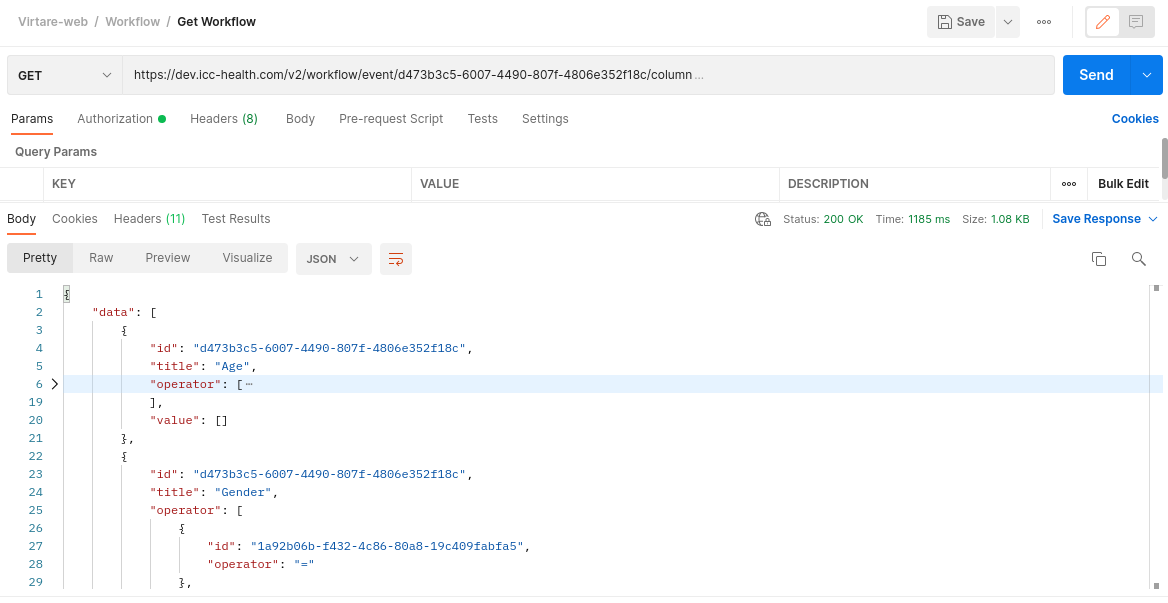 Virtare-web / Workflow / Get Workflow
Save
GET https://dev.icc-health.com/v2/workflow/event/d473b3c5-6007-4490-807f-4806e352f18c/column ... Send
Params Authorization Headers (8) Body Pre-request Script Tests Settings Cookies
Query Params
KEY VALUE DESCRIPTION Bulk Edit
Body Cookies Headers (11) Test Results Status: 200 OK Time: 1185 ms Size: 1.08 KB Save Response
Pretty Raw Preview Visualize JSON
1 {
2 "data": [
3 {
4 "id": "d473b3c5-6007-4490-807f-4806e352f18c",
5 "title": "Age",
6 "operator": [ ⋯
19 ],
20 "value": []
21 },
22 {
23 "id": "d473b3c5-6007-4490-807f-4806e352f18c",
24 "title": "Gender",
25 "operator": [
26 {
27 "id": "1a92b06b-f432-4c86-80a8-19c409fabfa5",
28 "operator": "="
29 },